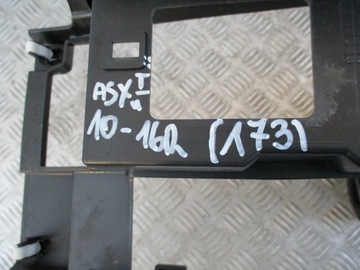 ASX "I"
10-16R (173)